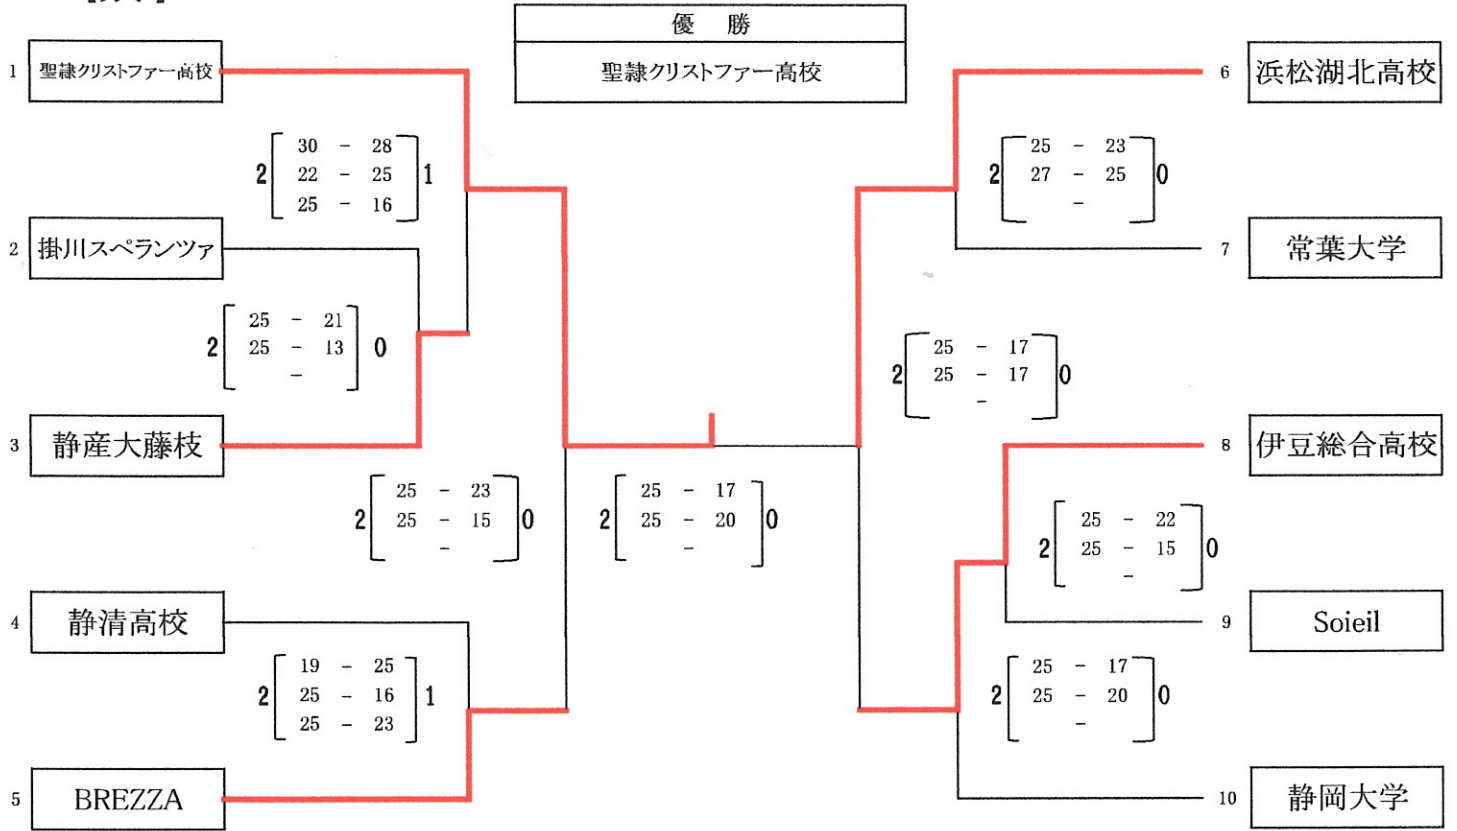 優 勝
聖隷クリストファー高校
1 聖隷クリストファー高校
2 掛川スペランツァ
3 静産大藤枝
4 静清高校
5 BREZZA
6 浜松湖北高校
7 常葉大学
8 伊豆総合高校
9 Soieil
10 静岡大学
30 - 28
2 22 - 25 1
25 - 16
25 - 21
2 25 - 13 0
-
25 - 23
2 25 - 15 0
-
19 - 25
2 25 - 16 1
25 - 23
25 - 17
2 25 - 20 0
-
25 - 23
2 27 - 25 0
-
25 - 17
2 25 - 17 0
-
25 - 22
2 25 - 15 0
-
25 - 17
2 25 - 20 0
-